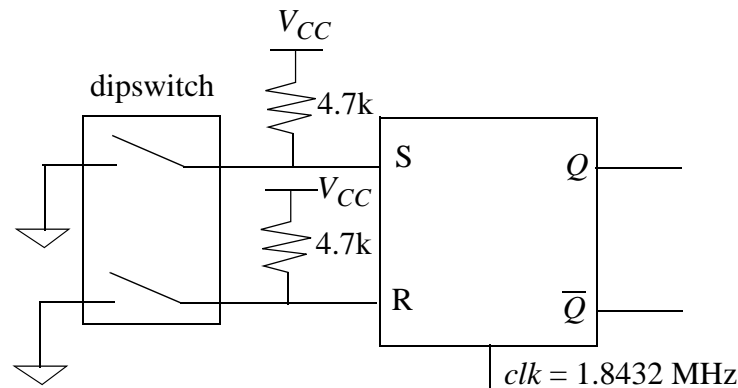 V_CC
dipswitch
4.7k
S
Q
V_CC
4.7k
R
Q̅
clk = 1.8432 MHz